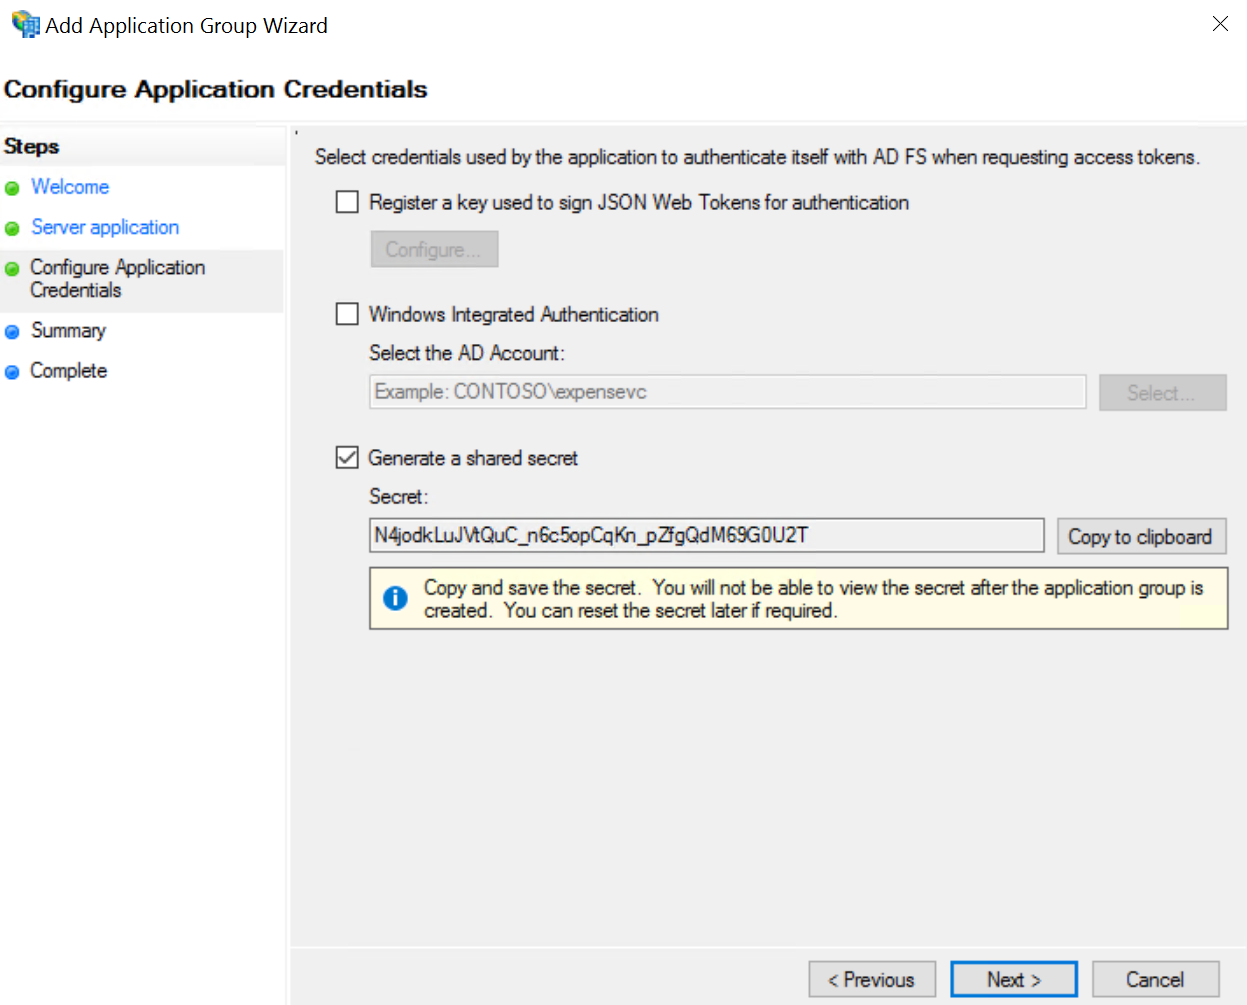 Add Application Group Wizard
Configure Application Credentials
Steps
Welcome
Server application
Configure Application
Credentials
Summary
Complete
Select credentials used by the application to authenticate itself with AD FS when requesting access tokens.
Register a key used to sign JSON Web Tokens for authentication
Configure...
Windows Integrated Authentication
Select the AD Account:
Example: CONTOSO\expensevc
Select...
Generate a shared secret
Secret:
N4jodkLuJVtQuC_n6c5opCqKn_pZfgQdM69G0U2T
Copy to clipboard
Copy and save the secret.  You will not be able to view the secret after the application group is
created.  You can reset the secret later if required.
< Previous
Next >
Cancel